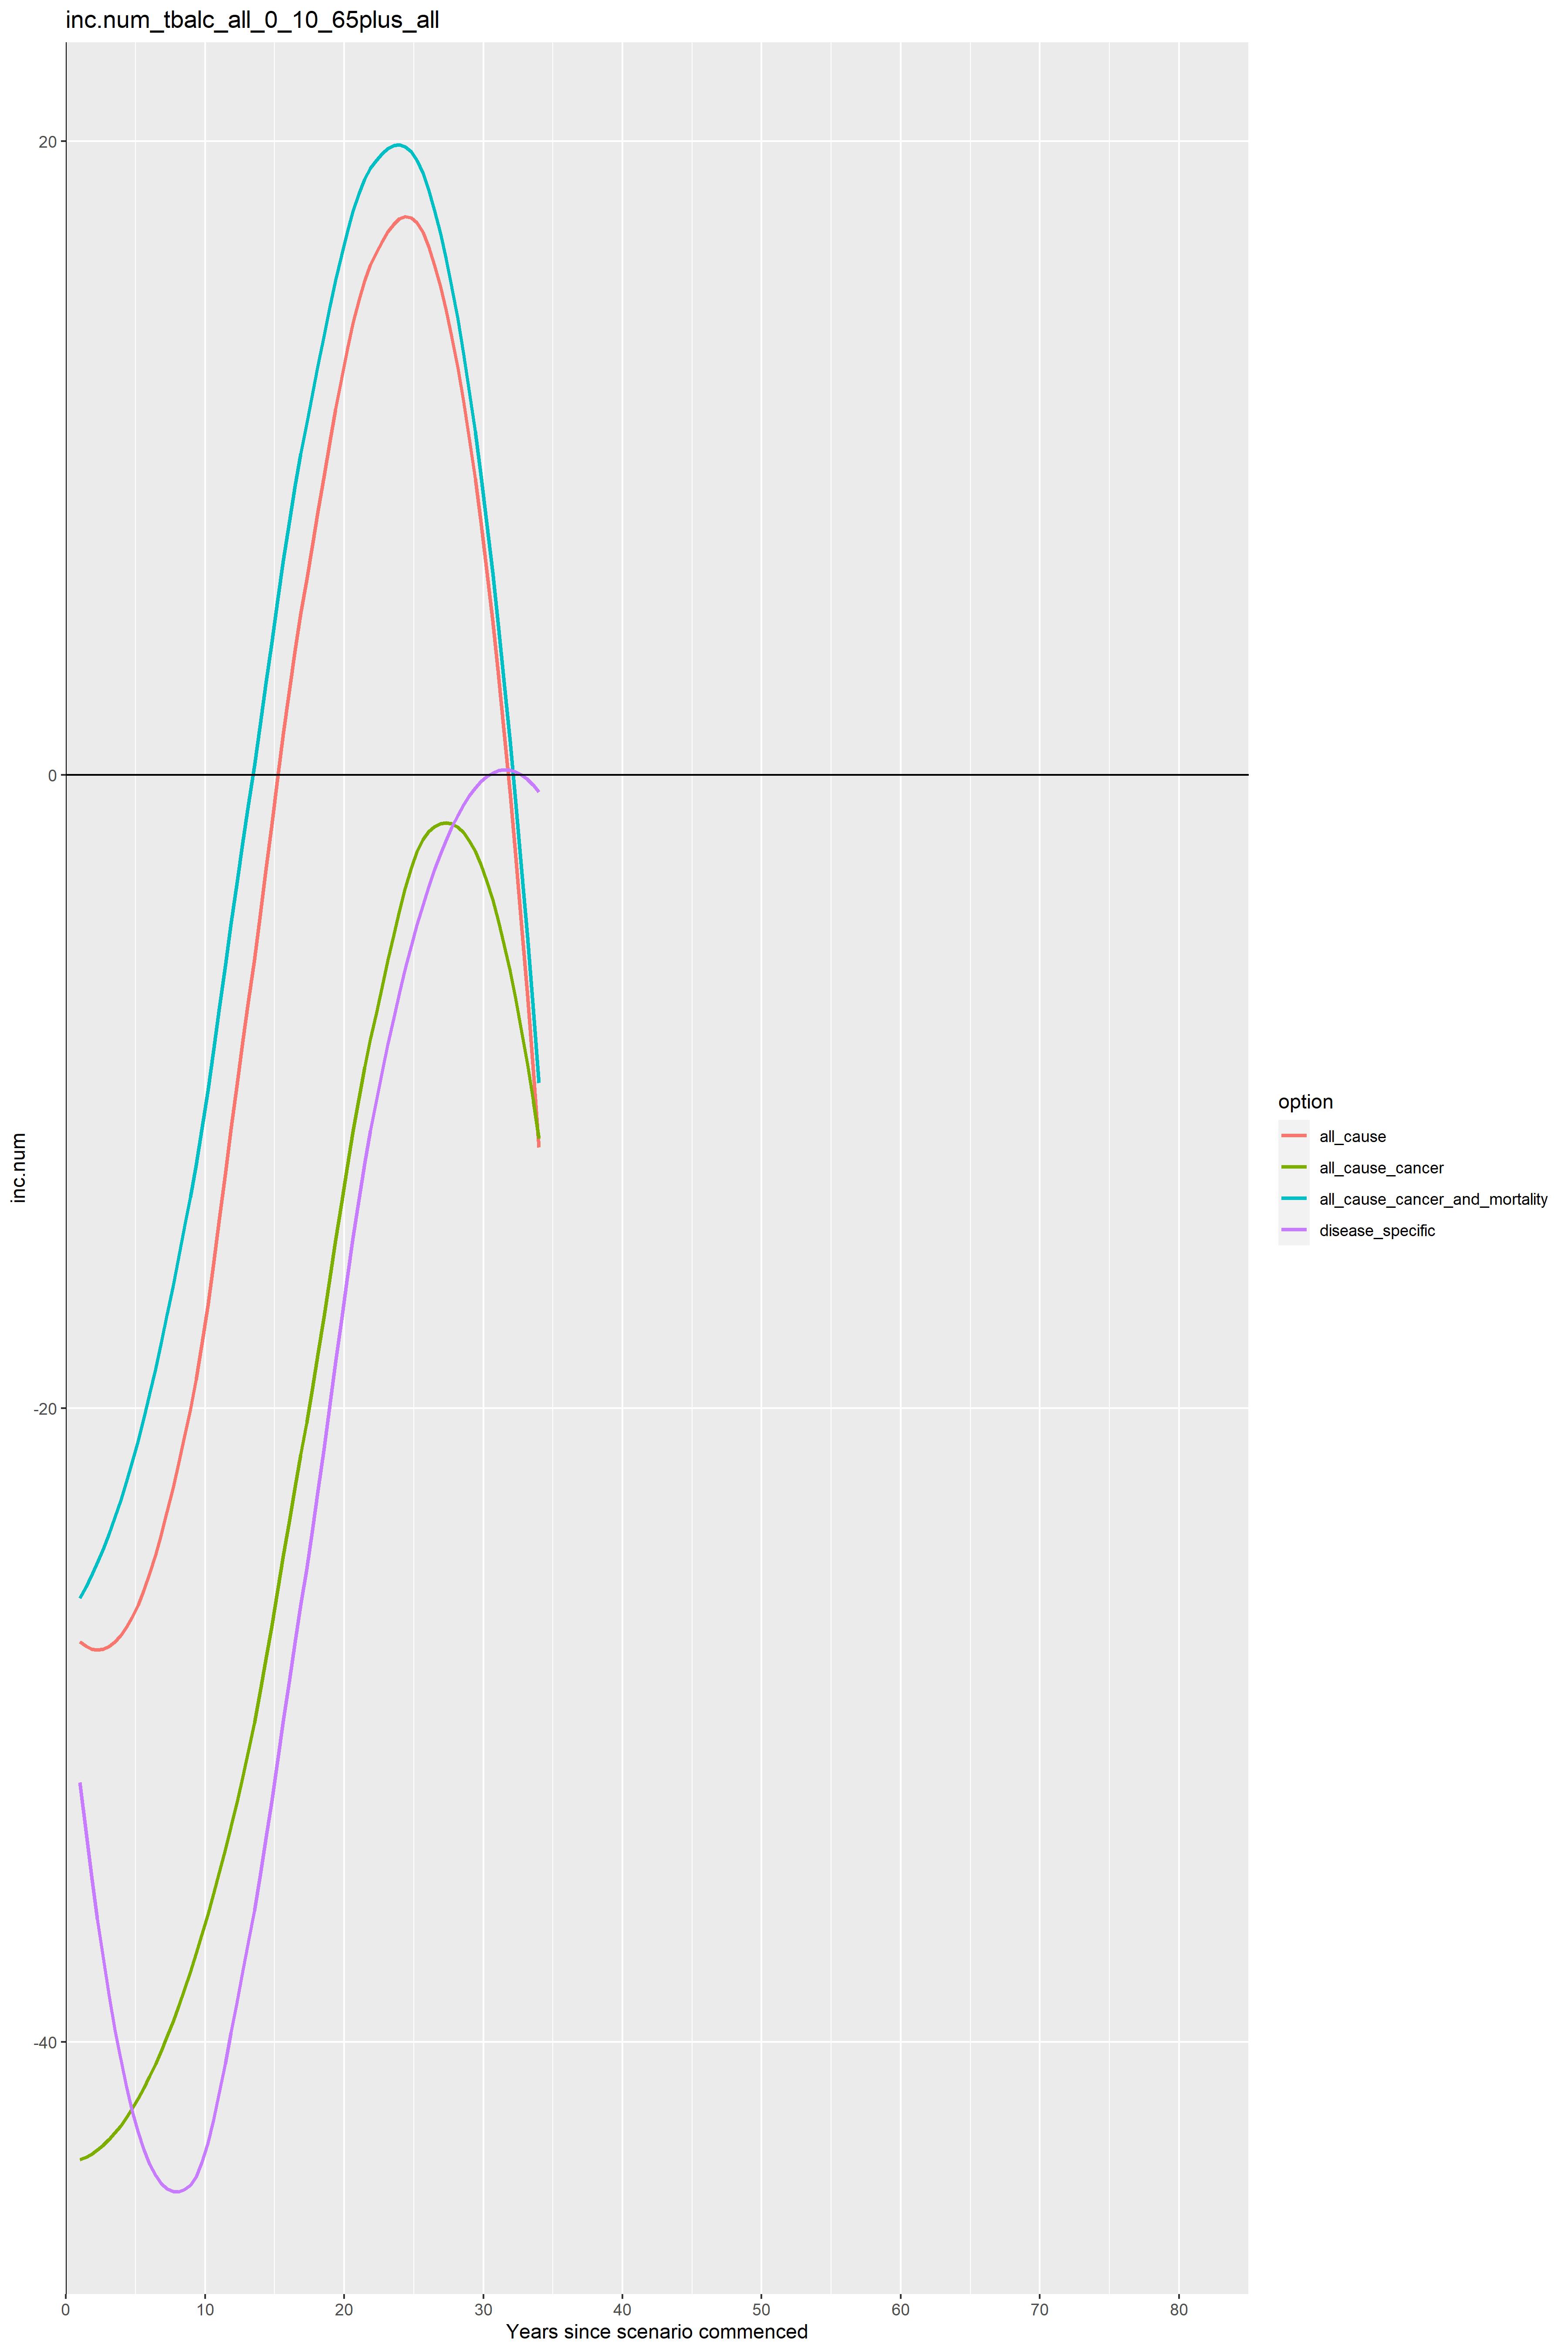 inc.num_tbalc_all_0_10_65plus_all
20
0
-20
-40
inc.num
0 10 20 30 40 50 60 70 80
Years since scenario commenced
option
all_cause
all_cause_cancer
all_cause_cancer_and_mortality
disease_specific